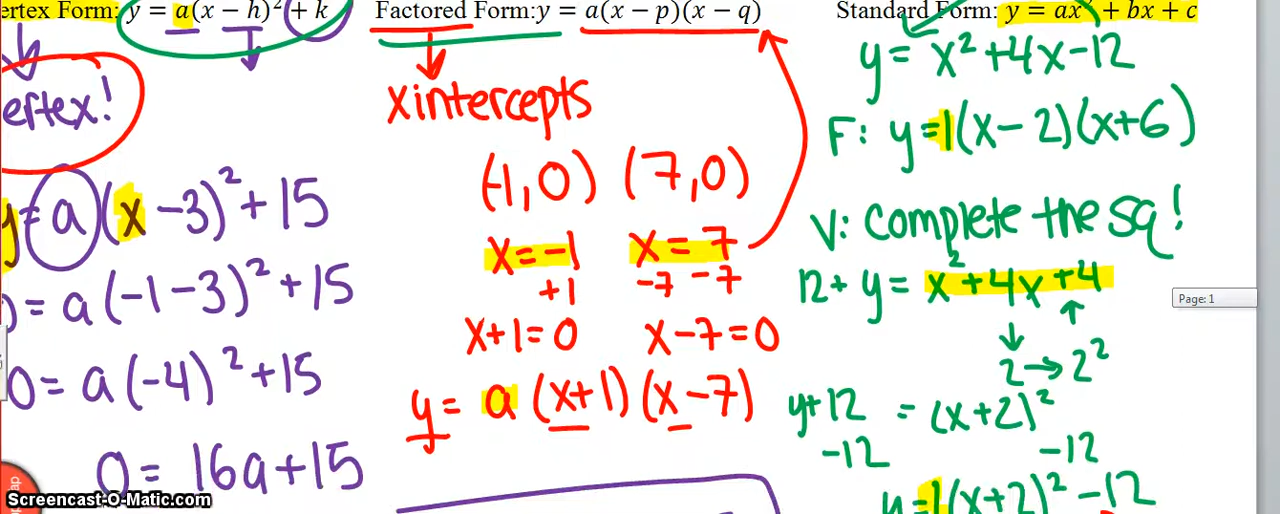 ertex Form: y = a(x − h)² + k
Factored Form: y = a(x − p)(x − q)
Standard Form: y = ax² + bx + c
ertex!
y= a(x -3)² + 15
0 = a(-1-3)² +15
0 = a(-4)² +15
0 = 16a+15
x intercepts
(-1,0) (7,0)
x = -1 x = 7
+1 -7 -7
x+1=0 x-7=0
y = a (x+1)(x-7)
y= x² +4x-12
F: y=1(x-2)(x+6)
V: Complete the sq!
12+ y = x² +4x +4
2 → 2²
y+12 = (x+2)²
-12 -12
y=1(x+2)² -12
Page: 1
Screencast-O-Matic.com